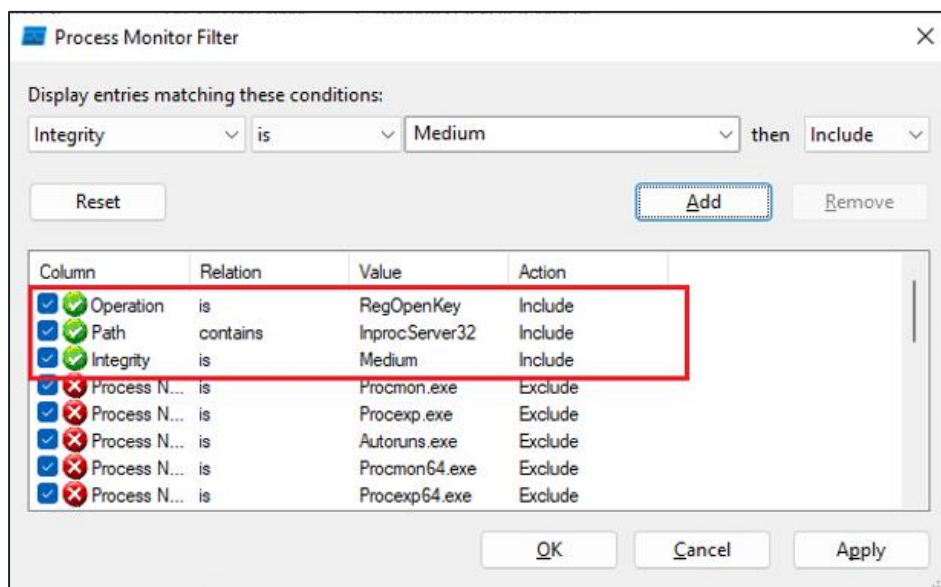 Process Monitor Filter
Display entries matching these conditions:
Integrity is Medium then Include
Reset Add Remove
Column Relation Value Action
Operation is RegOpenKey Include
Path contains InprocServer32 Include
Integrity is Medium Include
Process N... is Procmon.exe Exclude
Process N... is Procexp.exe Exclude
Process N... is Autoruns.exe Exclude
Process N... is Procmon64.exe Exclude
Process N... is Procexp64.exe Exclude
OK Cancel Apply